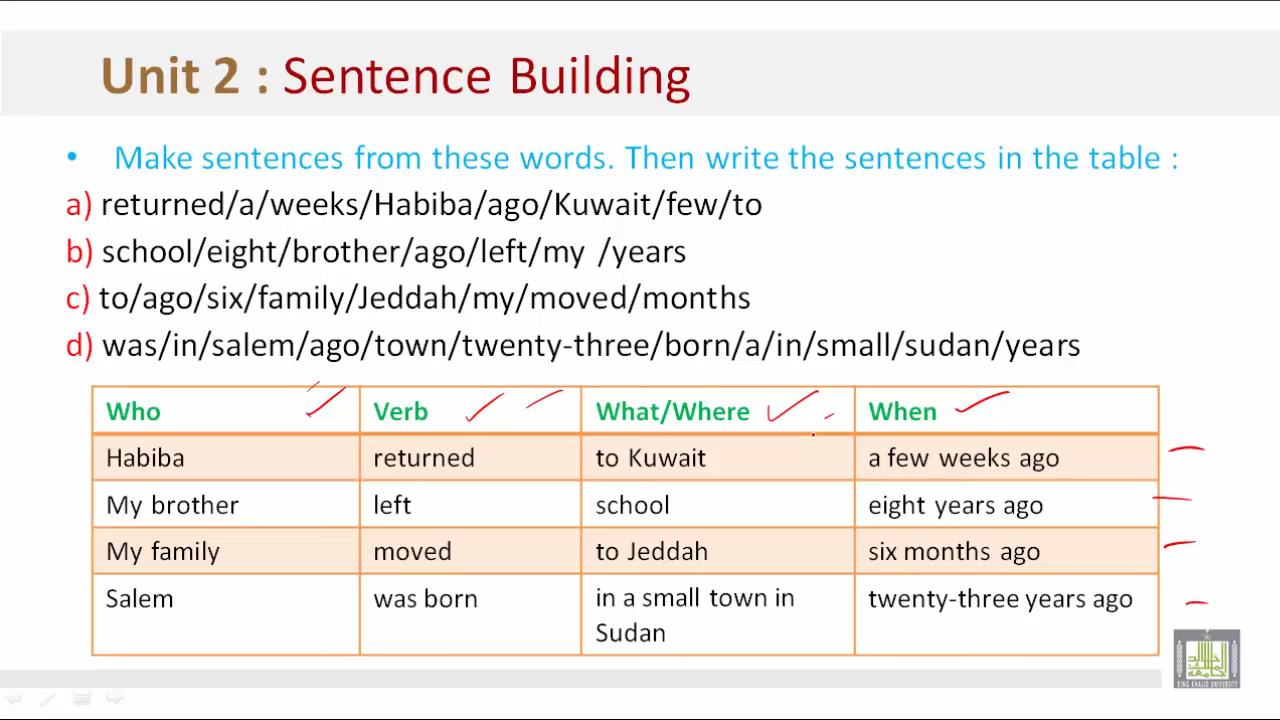 Unit 2 : Sentence Building
• Make sentences from these words. Then write the sentences in the table :
a) returned/a/weeks/Habiba/ago/Kuwait/few/to
b) school/eight/brother/ago/left/my /years
c) to/ago/six/family/Jeddah/my/moved/months
d) was/in/salem/ago/town/twenty-three/born/a/in/small/sudan/years
Who Verb What/Where When
Habiba returned to Kuwait a few weeks ago
My brother left school eight years ago
My family moved to Jeddah six months ago
Salem was born in a small town in twenty-three years ago
Sudan
KING KHALID UNIVERSITY